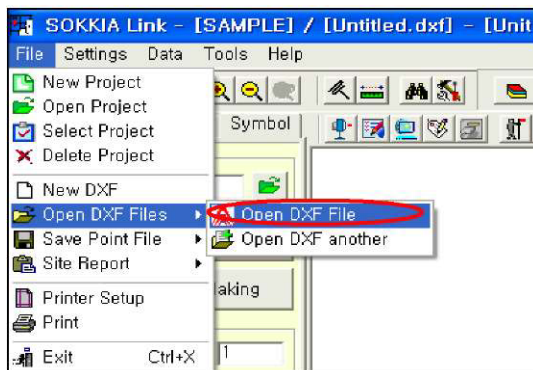 SOKKIA Link - [SAMPLE] / [Untitled.dxf] - [Unit
File Settings Data Tools Help
New Project
Open Project
Select Project
Symbol
Delete Project
New DXF
Open DXF Files
Open DXF File
Save Point File
Open DXF another
Site Report
Printer Setup
aking
Print
Exit Ctrl+X
1